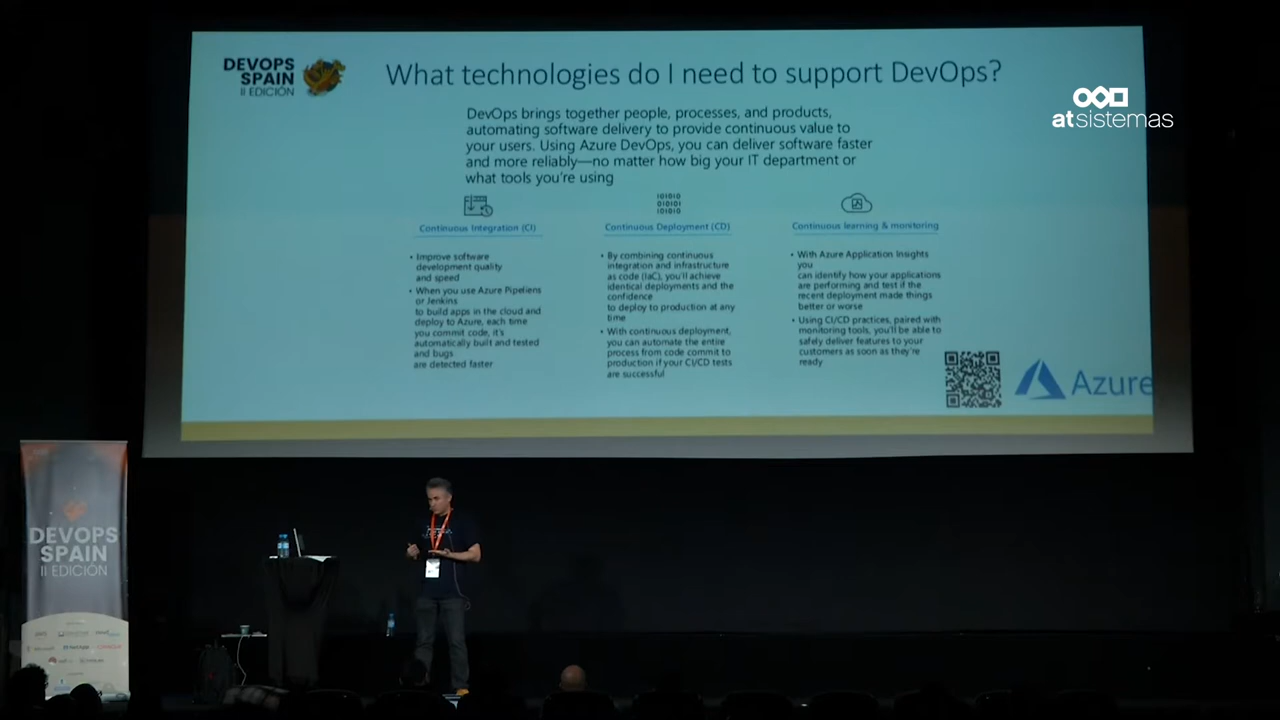 DEVOPS
SPAIN
II EDICIÓN
What technologies do I need to support DevOps?
atsistemas
DevOps brings together people, processes, and products,
automating software delivery to provide continuous value to
your users. Using Azure DevOps, you can deliver software faster
and more reliably—no matter how big your IT department or
what tools you're using
Continuous Integration (CI)
• Improve software
development quality
and speed
• When you use Azure Pipeliens
or Jenkins
to build apps in the cloud and
deploy to Azure, each time
you commit code, it's
automatically built and tested
and bugs
are detected faster
101010
010101
101010
Continuous Deployment (CD)
• By combining continuous
integration and infrastructure
as code (IaC), you'll achieve
identical deployments and the
confidence
to deploy to production at any
time
• With continuous deployment,
you can automate the entire
process from code commit to
production if your CI/CD tests
are successful
Continuous learning & monitoring
• With Azure Application Insights
you
can identify how your applications
are performing and test if the
recent deployment made things
better or worse
• Using CI/CD practices, paired with
monitoring tools, you'll be able to
safely deliver features to your
customers as soon as they're
ready
Azure
DEVOPS
SPAIN
II EDICIÓN